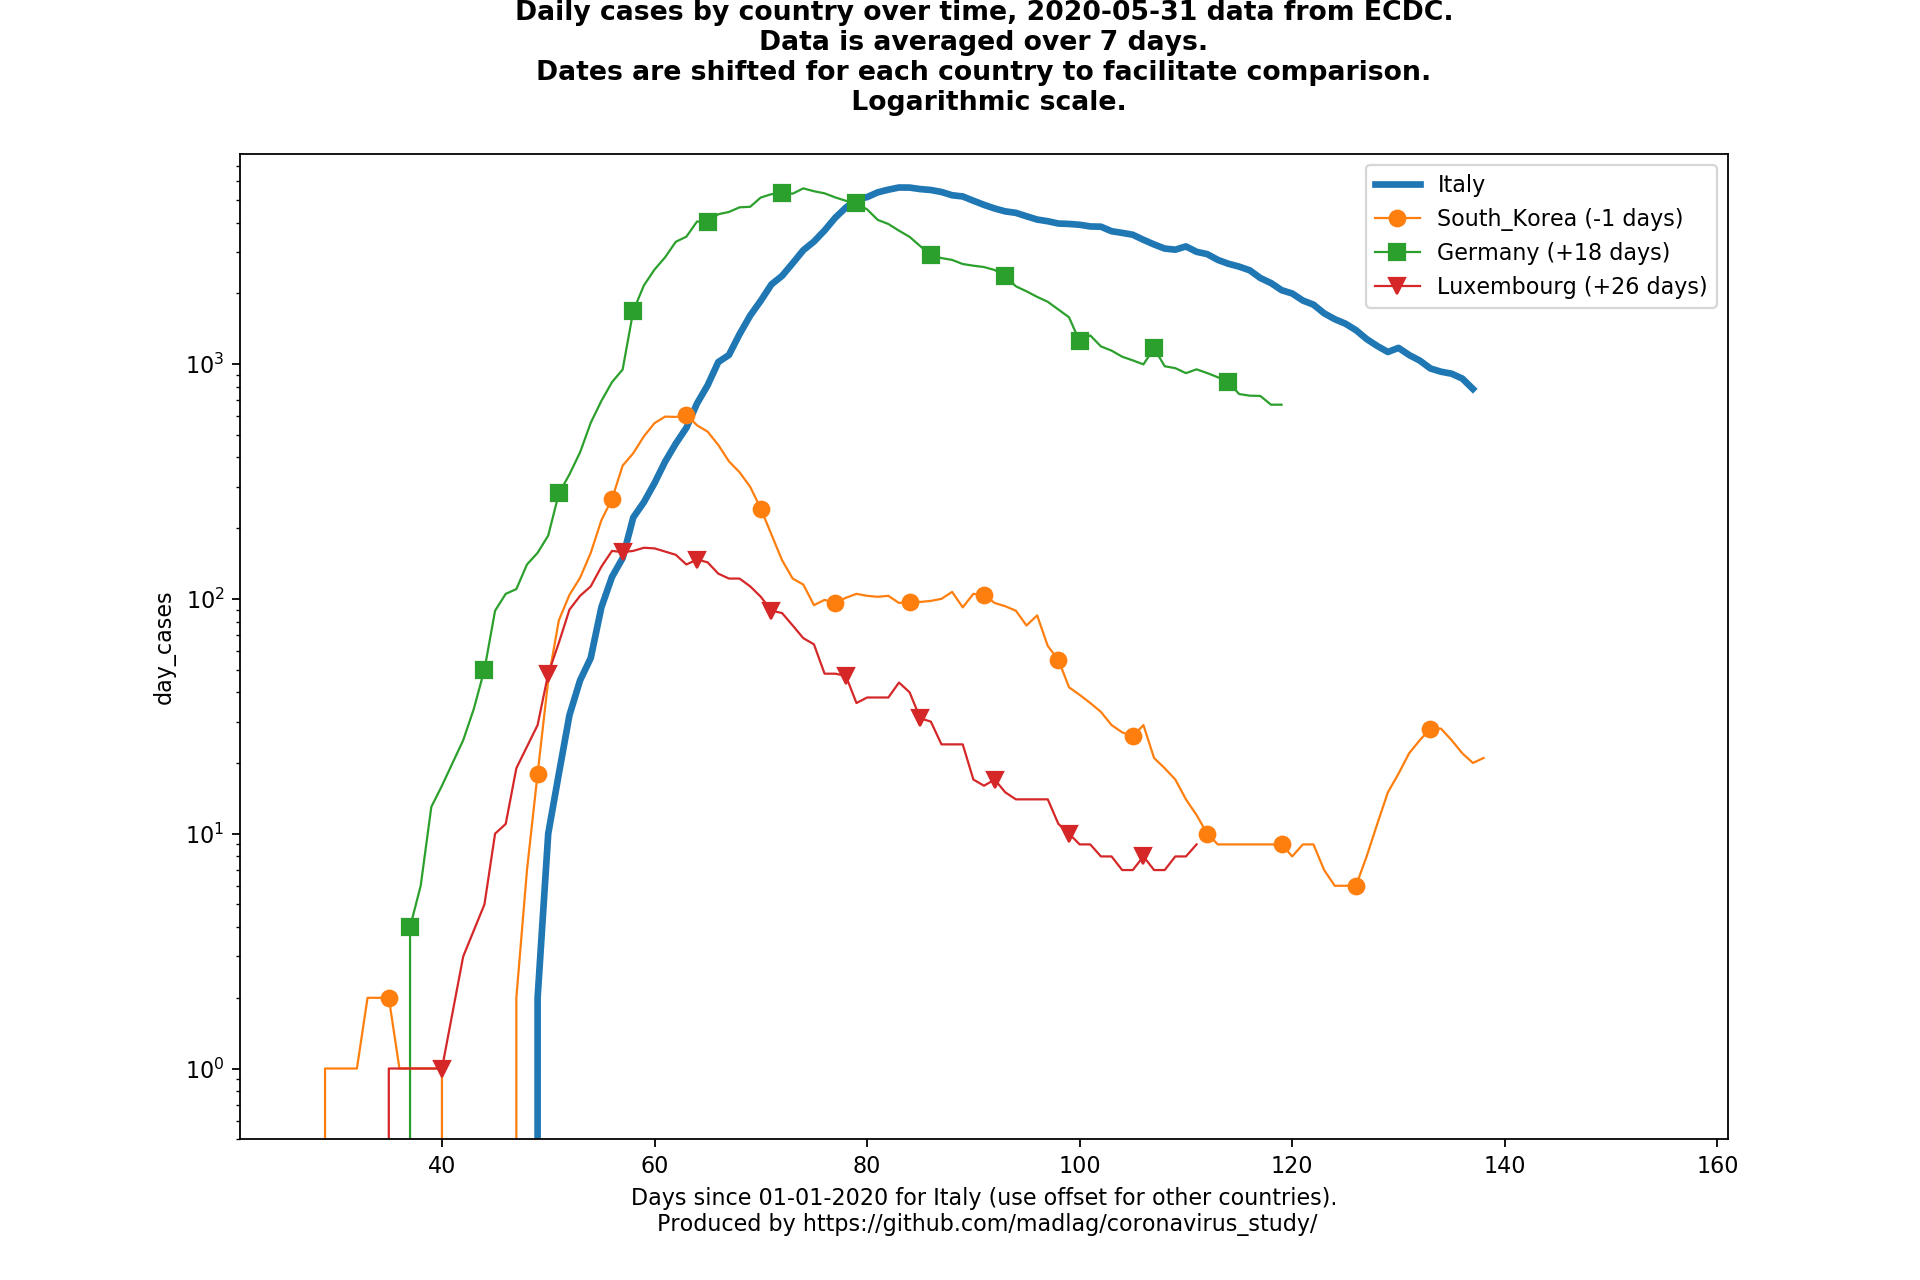 Daily cases by country over time, 2020-05-31 data from ECDC.
Data is averaged over 7 days.
Dates are shifted for each country to facilitate comparison.
Logarithmic scale.
Italy
South_Korea (-1 days)
Germany (+18 days)
Luxembourg (+26 days)
day_cases
10³
10²
10¹
10⁰
40 60 80 100 120 140 160
Days since 01-01-2020 for Italy (use offset for other countries).
Produced by https://github.com/madlag/coronavirus_study/